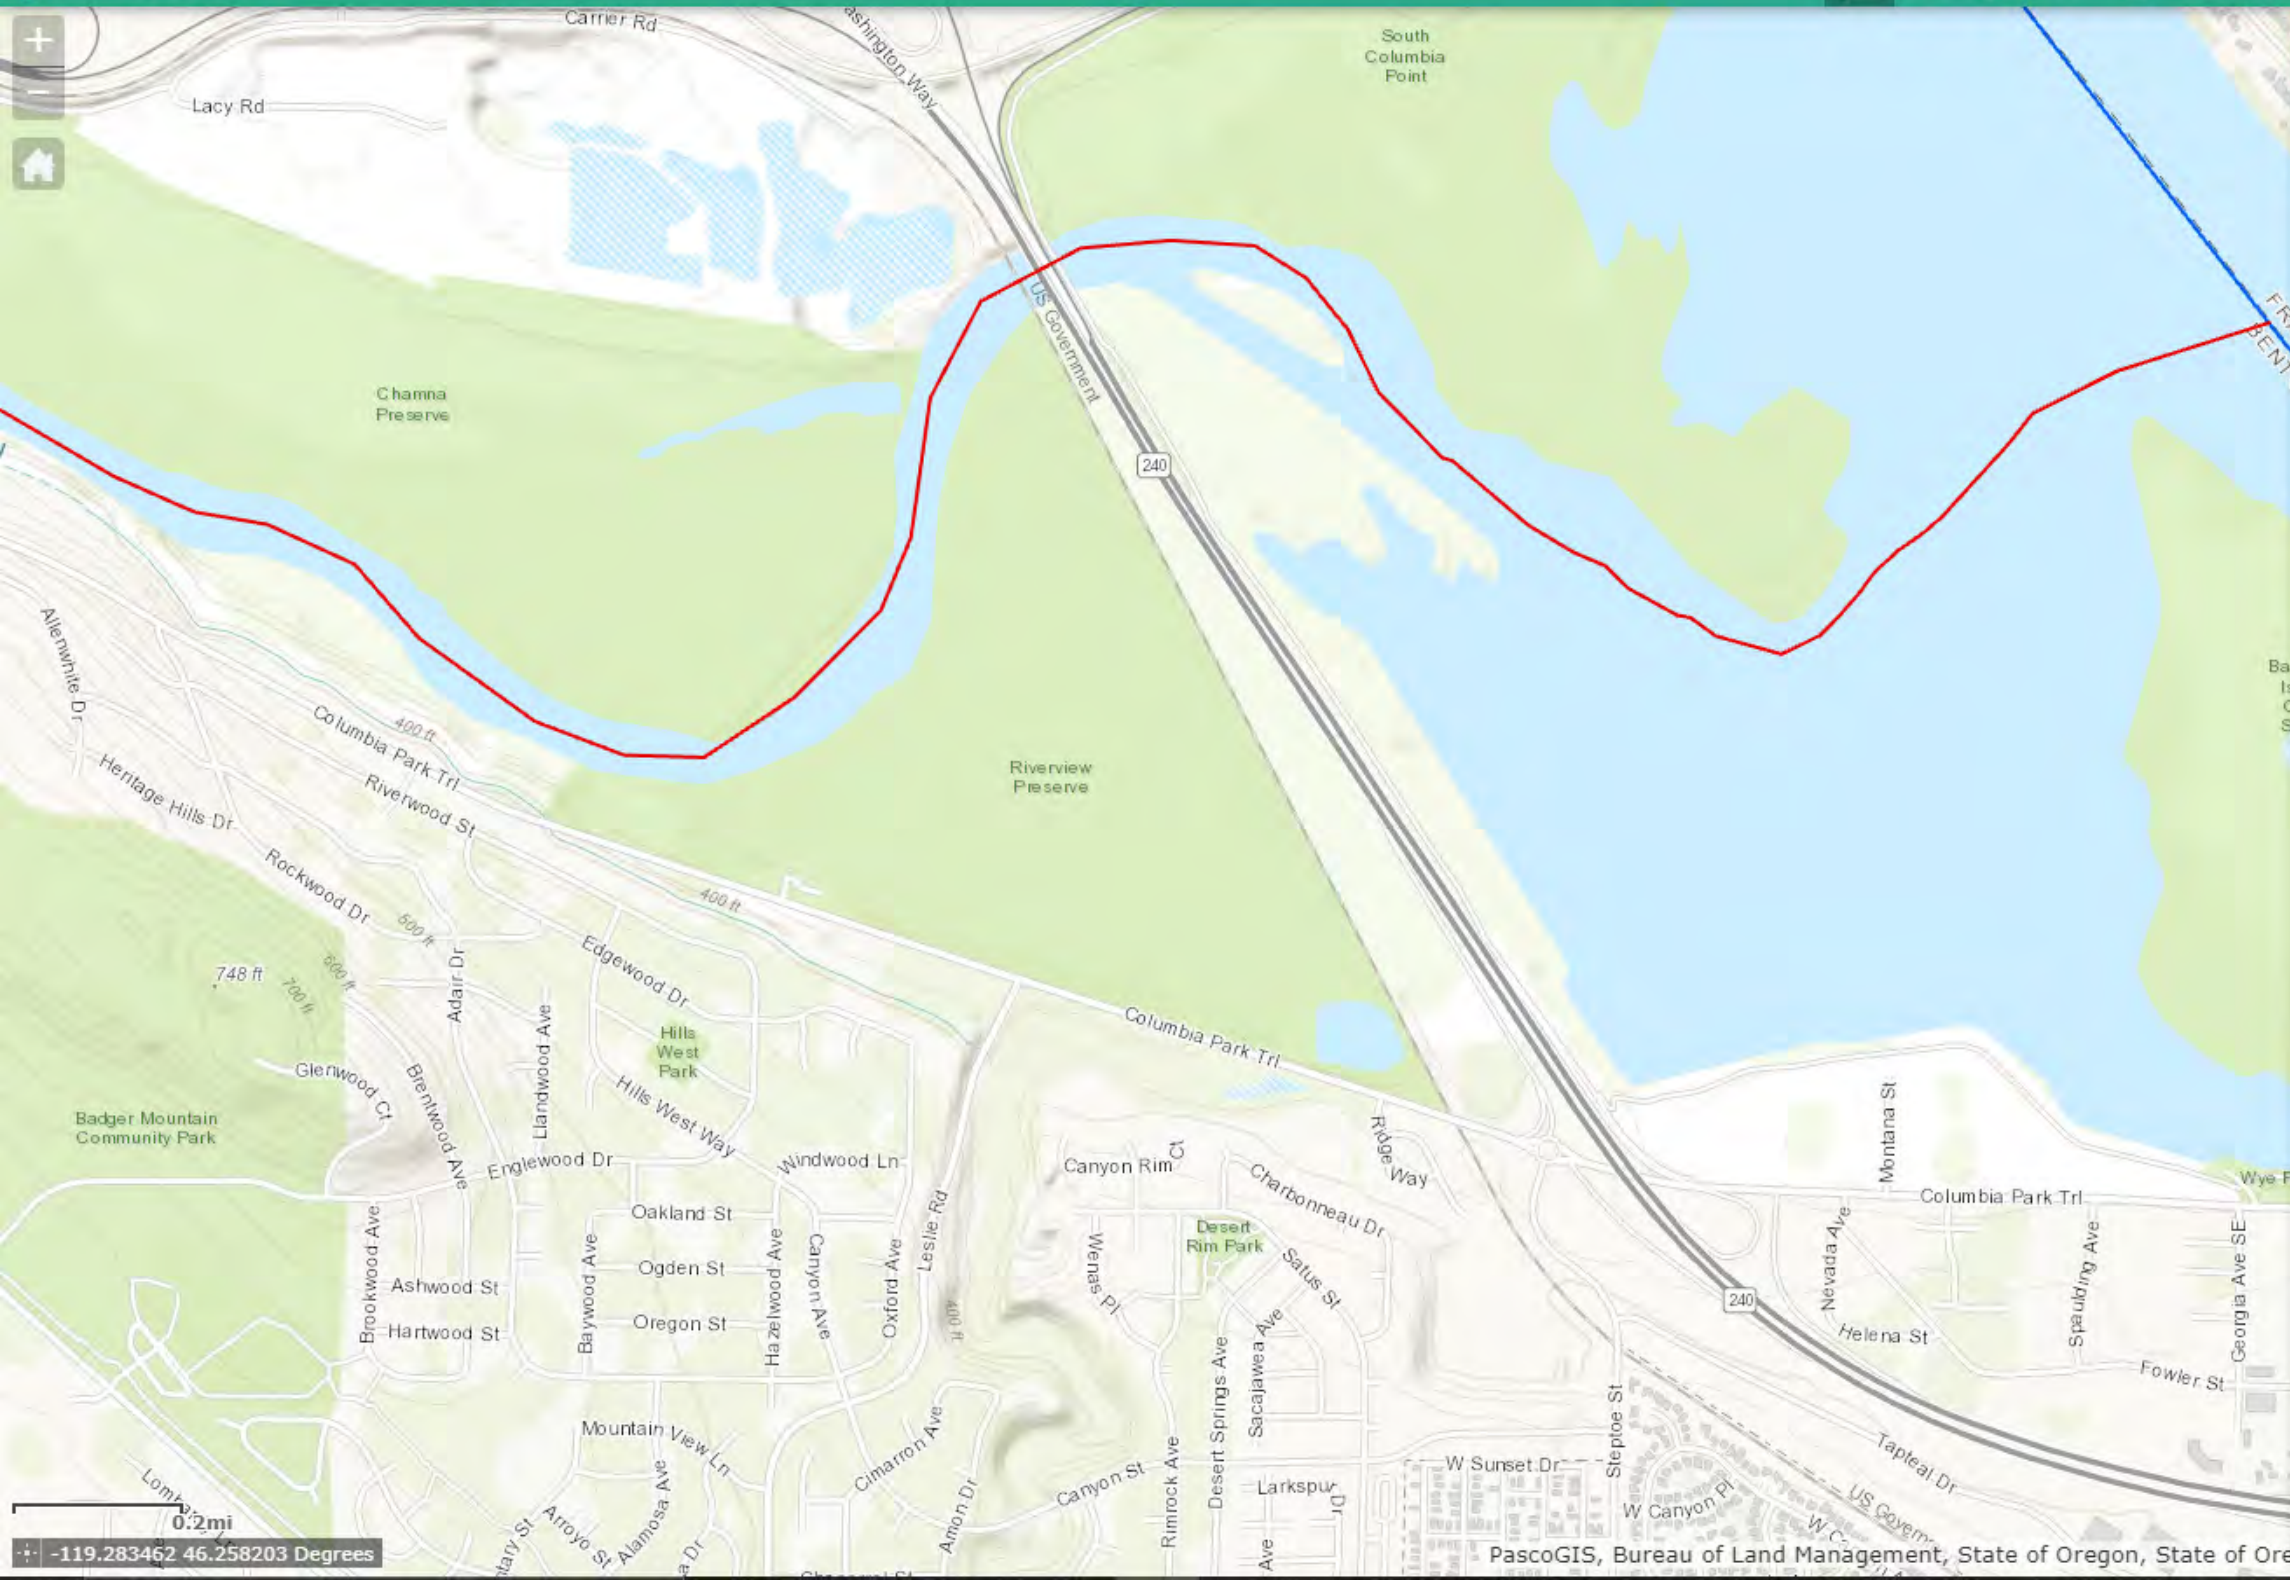 Carrier Rd
ashington Way
South
Columbia
Point
+
−
Lacy Rd
US Government
Chamna
Preserve
240
Riverview
Preserve
Allenwhite Dr
400 ft
Columbia Park Trl
Riverwood St
Heritage Hills Dr
Rockwood Dr
500 ft
600 ft
700 ft
748 ft
400 ft
Edgewood Dr
Adair Dr
Llandwood Ave
Hills
West
Park
Columbia Park Trl
Glenwood Ct
Brentwood Ave
Hills West Way
Badger Mountain
Community Park
Englewood Dr
Windwood Ln
Canyon Rim Ct
Ridge Way
Charbonneau Dr
Montana St
Wye P
Columbia Park Trl
Oakland St
Leslie Rd
Desert
Rim Park
Brookwood Ave
Baywood Ave
Hazelwood Ave
Canyon Ave
Oxford Ave
Wenas Pl
Satus St
Nevada Ave
Spaulding Ave
Georgia Ave SE
Ogden St
Ashwood St
Oregon St
Hartwood St
400 ft
240
Helena St
Fowler St
Desert Springs Ave
Sacajawea Ave
Steptoe St
Mountain View Ln
Cimarron Ave
Rimrock Ave
Tapteal Dr
W Sunset Dr
Canyon St
Larkspur Dr
W Canyon Pl
US Governm
Amon Dr
Arroyo St
Alamosa Ave
Ave
0.2mi
-119.283462 46.258203 Degrees
PascoGIS, Bureau of Land Management, State of Oregon, State of Ore